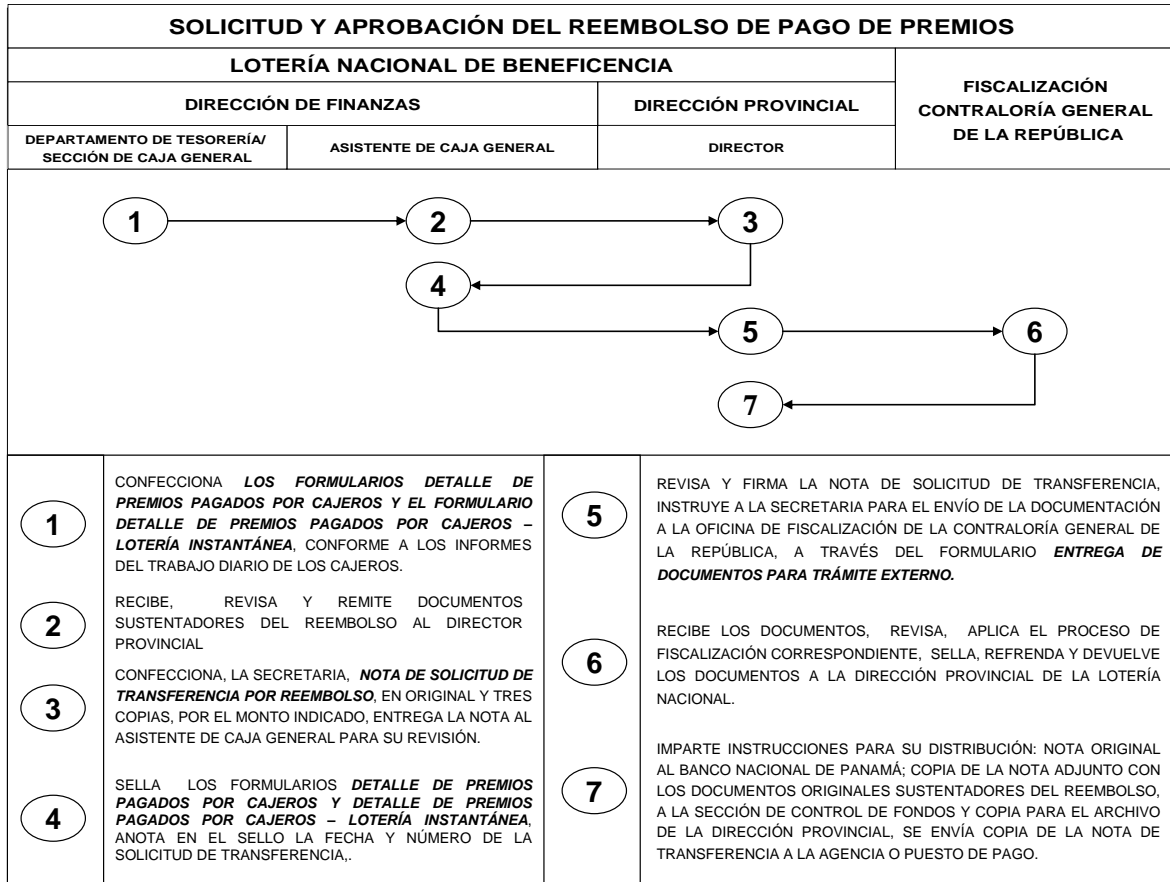 SOLICITUD Y APROBACIÓN DEL REEMBOLSO DE PAGO DE PREMIOS
LOTERÍA NACIONAL DE BENEFICENCIA
FISCALIZACIÓN
CONTRALORÍA GENERAL
DE LA REPÚBLICA
DIRECCIÓN DE FINANZAS
DIRECCIÓN PROVINCIAL
DEPARTAMENTO DE TESORERÍA/
SECCIÓN DE CAJA GENERAL
ASISTENTE DE CAJA GENERAL
DIRECTOR
1
2
3
4
5
6
7
1
CONFECCIONA LOS FORMULARIOS DETALLE DE
PREMIOS PAGADOS POR CAJEROS Y EL FORMULARIO
DETALLE DE PREMIOS PAGADOS POR CAJEROS –
LOTERÍA INSTANTÁNEA, CONFORME A LOS INFORMES
DEL TRABAJO DIARIO DE LOS CAJEROS.
2
RECIBE, REVISA Y REMITE DOCUMENTOS
SUSTENTADORES DEL REEMBOLSO AL DIRECTOR
PROVINCIAL
3
CONFECCIONA, LA SECRETARIA, NOTA DE SOLICITUD DE
TRANSFERENCIA POR REEMBOLSO, EN ORIGINAL Y TRES
COPIAS, POR EL MONTO INDICADO, ENTREGA LA NOTA AL
ASISTENTE DE CAJA GENERAL PARA SU REVISIÓN.
4
SELLA LOS FORMULARIOS DETALLE DE PREMIOS
PAGADOS POR CAJEROS Y DETALLE DE PREMIOS
PAGADOS POR CAJEROS – LOTERÍA INSTANTÁNEA,
ANOTA EN EL SELLO LA FECHA Y NÚMERO DE LA
SOLICITUD DE TRANSFERENCIA,.
5
REVISA Y FIRMA LA NOTA DE SOLICITUD DE TRANSFERENCIA,
INSTRUYE A LA SECRETARIA PARA EL ENVÍO DE LA DOCUMENTACIÓN
A LA OFICINA DE FISCALIZACIÓN DE LA CONTRALORÍA GENERAL DE
LA REPÚBLICA, A TRAVÉS DEL FORMULARIO ENTREGA DE
DOCUMENTOS PARA TRÁMITE EXTERNO.
6
RECIBE LOS DOCUMENTOS, REVISA, APLICA EL PROCESO DE
FISCALIZACIÓN CORRESPONDIENTE, SELLA, REFRENDA Y DEVUELVE
LOS DOCUMENTOS A LA DIRECCIÓN PROVINCIAL DE LA LOTERÍA
NACIONAL.
7
IMPARTE INSTRUCCIONES PARA SU DISTRIBUCIÓN: NOTA ORIGINAL
AL BANCO NACIONAL DE PANAMÁ; COPIA DE LA NOTA ADJUNTO CON
LOS DOCUMENTOS ORIGINALES SUSTENTADORES DEL REEMBOLSO,
A LA SECCIÓN DE CONTROL DE FONDOS Y COPIA PARA EL ARCHIVO
DE LA DIRECCIÓN PROVINCIAL, SE ENVÍA COPIA DE LA NOTA DE
TRANSFERENCIA A LA AGENCIA O PUESTO DE PAGO.